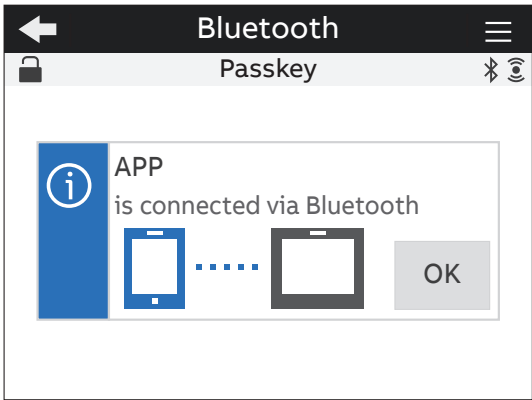 Bluetooth
Passkey
APP
is connected via Bluetooth
OK